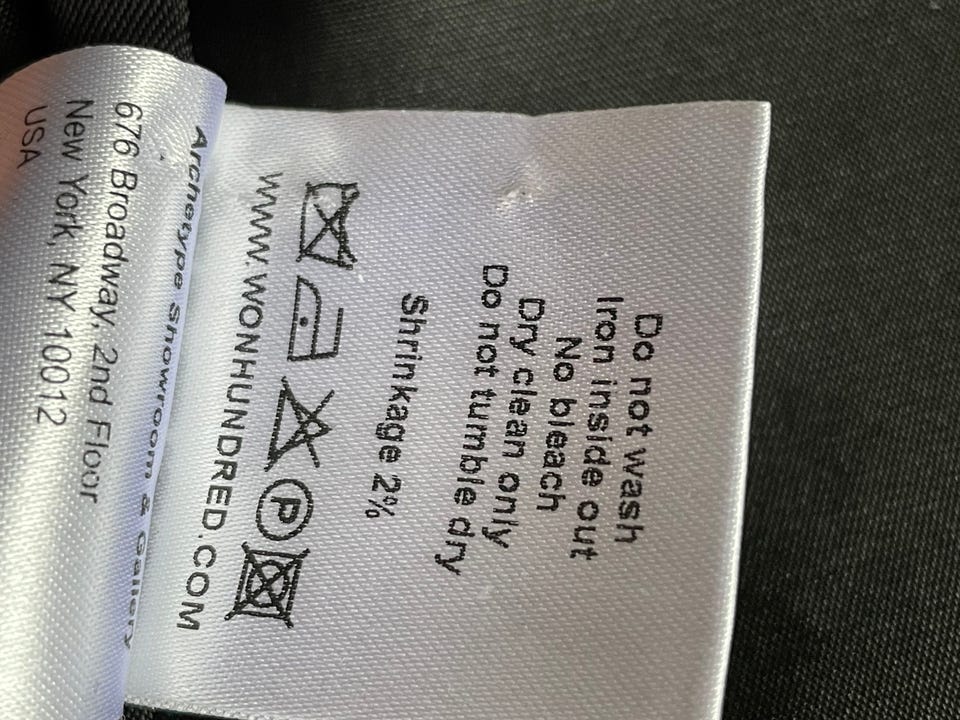 Do not wash
Iron inside out
No bleach
Dry clean only
Do not tumble dry
Shrinkage 2%
P
WWW.WONHUNDRED.COM
Archetype Showroom & Gallery
676 Broadway, 2nd Floor
New York, NY 10012
USA